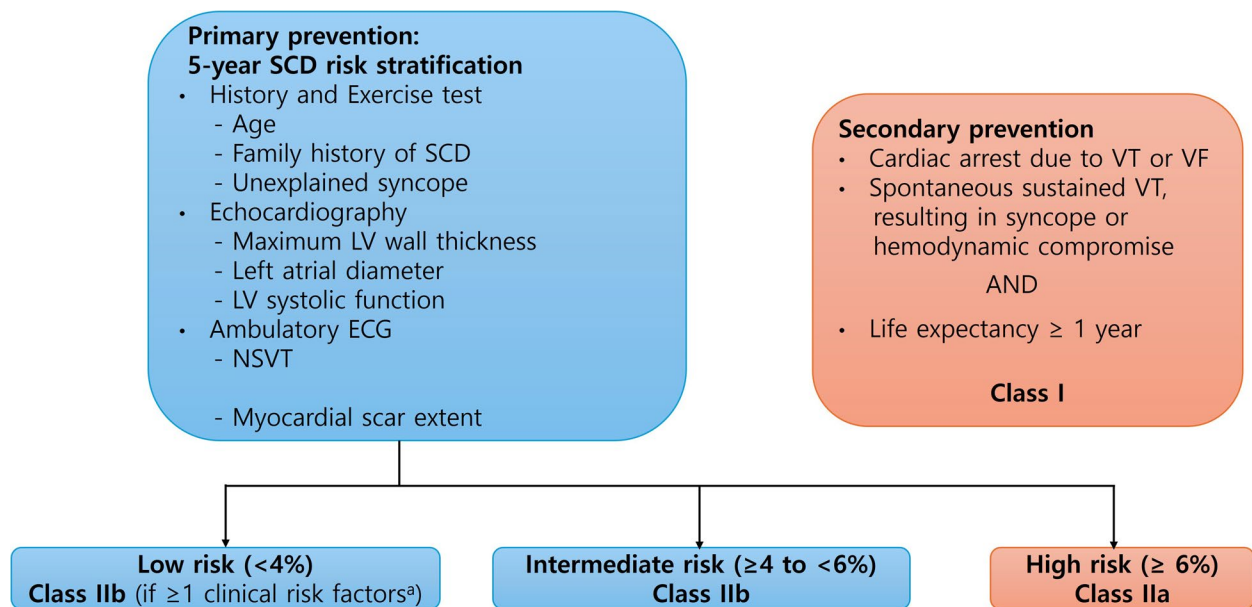 Primary prevention:
5-year SCD risk stratification
• History and Exercise test
- Age
- Family history of SCD
- Unexplained syncope
• Echocardiography
- Maximum LV wall thickness
- Left atrial diameter
- LV systolic function
• Ambulatory ECG
- NSVT
- Myocardial scar extent
Secondary prevention
• Cardiac arrest due to VT or VF
• Spontaneous sustained VT,
resulting in syncope or
hemodynamic compromise
AND
• Life expectancy ≥ 1 year
Class I
Low risk (<4%)
Class IIb (if ≥1 clinical risk factorsᵃ)
Intermediate risk (≥4 to <6%)
Class IIb
High risk (≥ 6%)
Class IIa